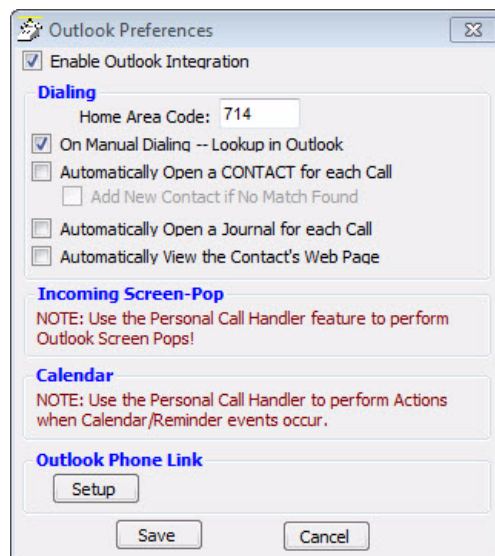 Outlook Preferences
Enable Outlook Integration
Dialing
Home Area Code: 714
On Manual Dialing -- Lookup in Outlook
Automatically Open a CONTACT for each Call
Add New Contact if No Match Found
Automatically Open a Journal for each Call
Automatically View the Contact's Web Page
Incoming Screen-Pop
NOTE: Use the Personal Call Handler feature to perform
Outlook Screen Pops!
Calendar
NOTE: Use the Personal Call Handler to perform Actions
when Calendar/Reminder events occur.
Outlook Phone Link
Setup
Save Cancel